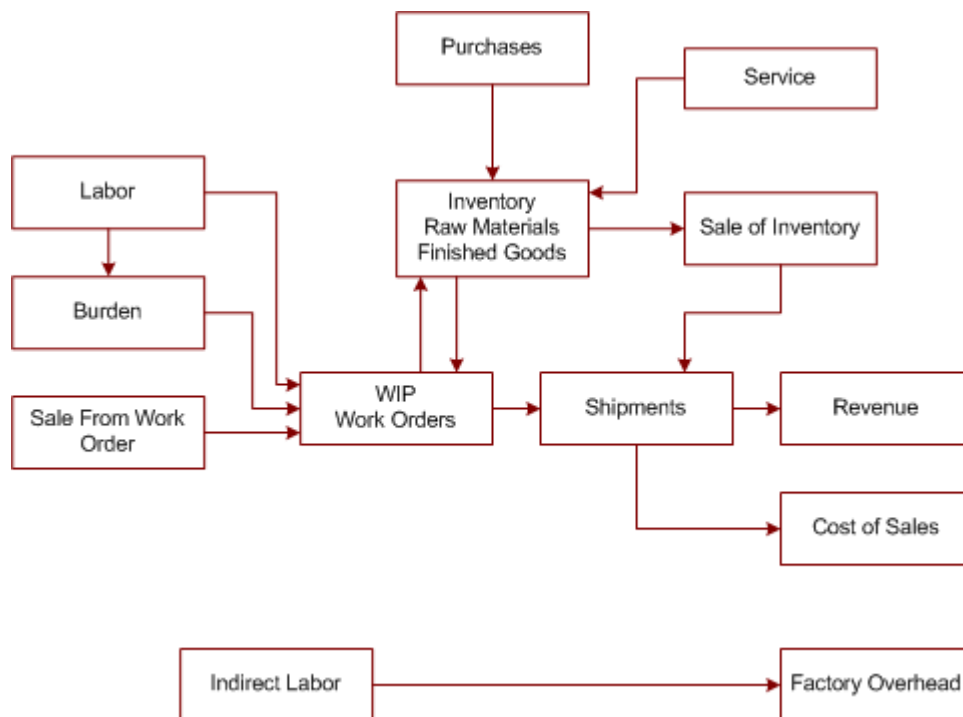 Purchases
Service
Labor
Inventory
Raw Materials
Finished Goods
Sale of Inventory
Burden
WIP
Work Orders
Shipments
Revenue
Sale From Work
Order
Cost of Sales
Indirect Labor
Factory Overhead